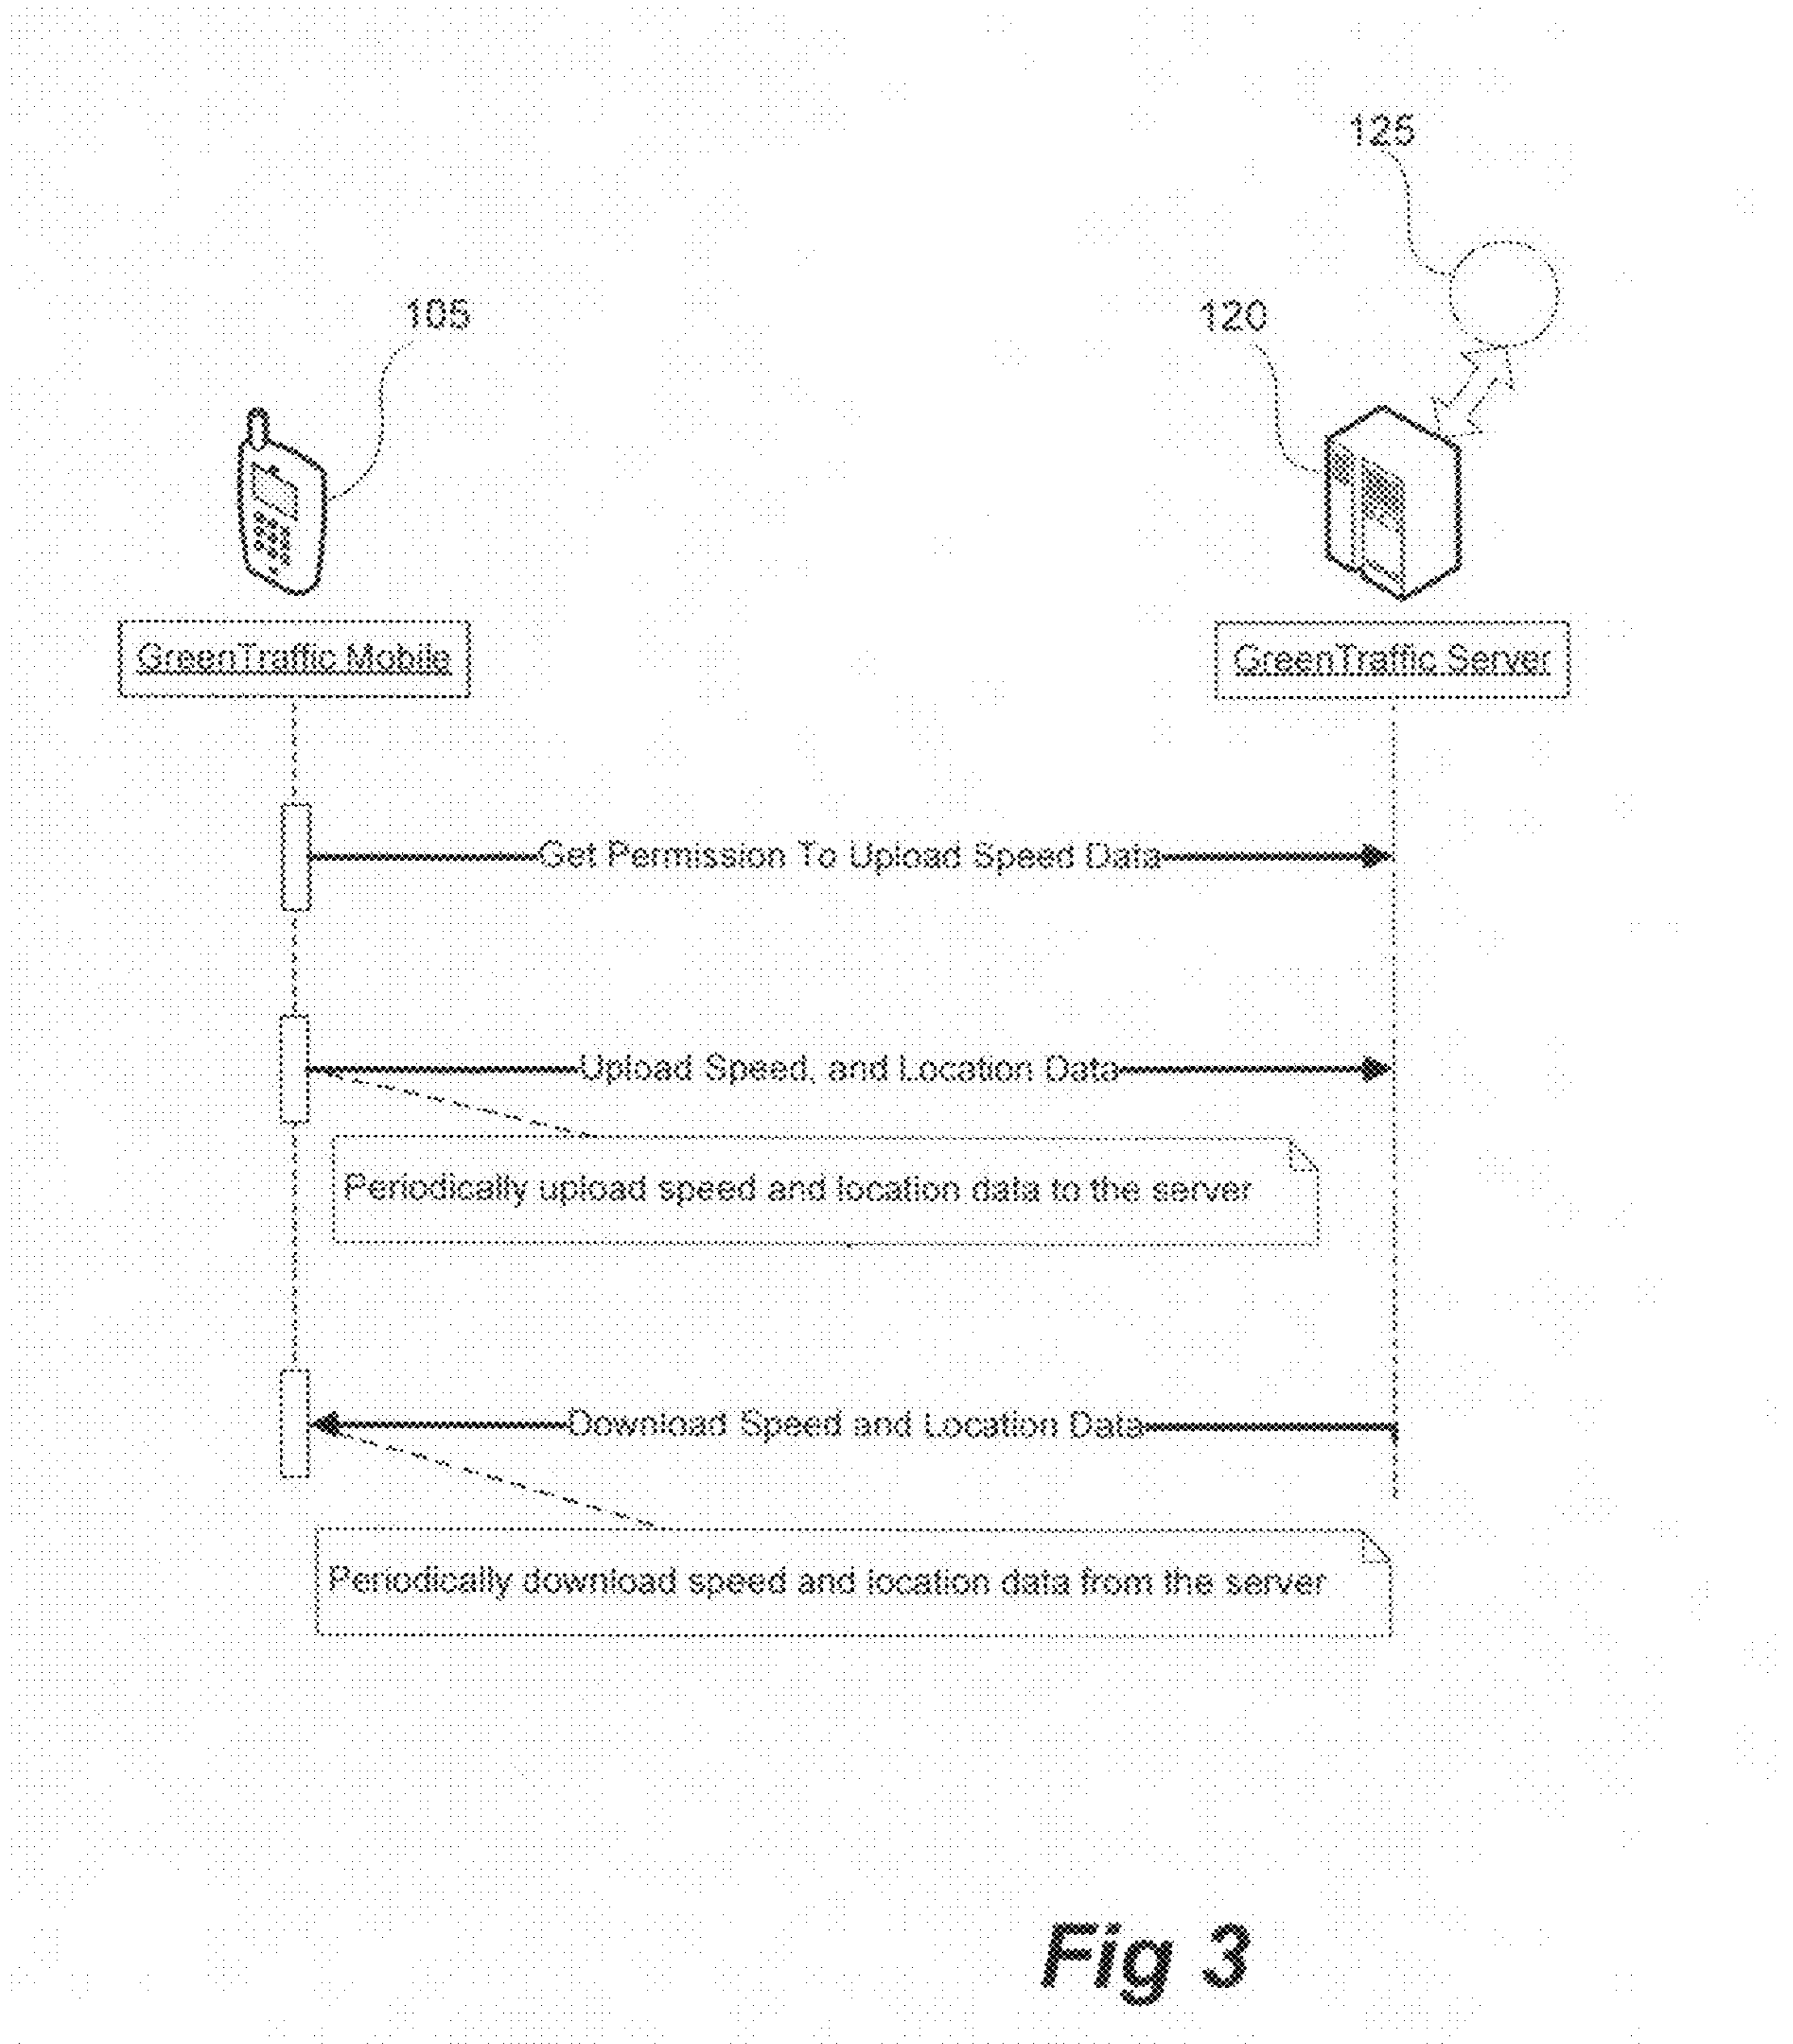 125
105
120
GreenTraffic Mobile
GreenTraffic Server
Get Permission To Upload Speed Data
Upload Speed, and Location Data
Periodically upload speed and location data to the server
Download Speed and Location Data
Periodically download speed and location data from the server
Fig 3